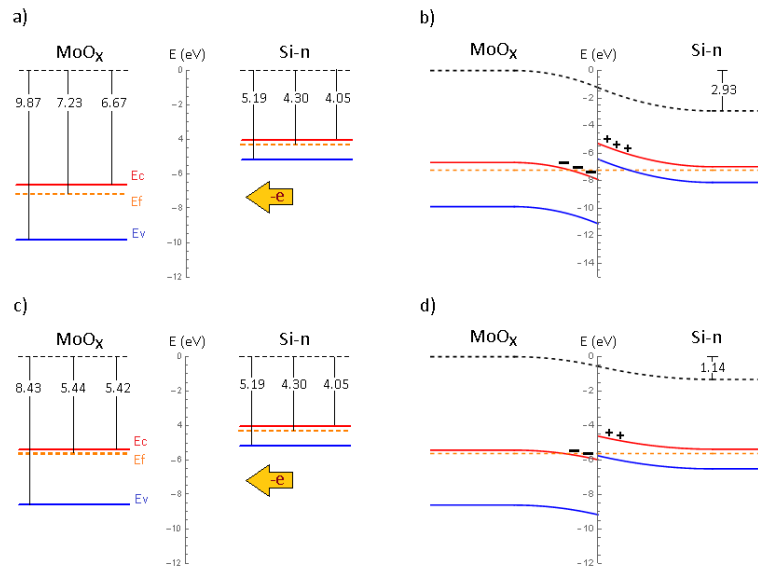 a)
MoOX
E (eV)
Si-n
0
-2
-4
-6
-8
-10
-12
9.87
7.23
6.67
5.19
4.30
4.05
Ec
Ef
Ev
-e
b)
MoOX
E (eV)
Si-n
0
-2
-4
-6
-8
-10
-12
-14
2.93
+ + +
- - -
c)
MoOX
E (eV)
Si-n
0
-2
-4
-6
-8
-10
-12
8.43
5.44
5.42
5.19
4.30
4.05
Ec
Ef
Ev
-e
d)
MoOX
E (eV)
Si-n
0
-2
-4
-6
-8
-10
-12
1.14
+ +
- -